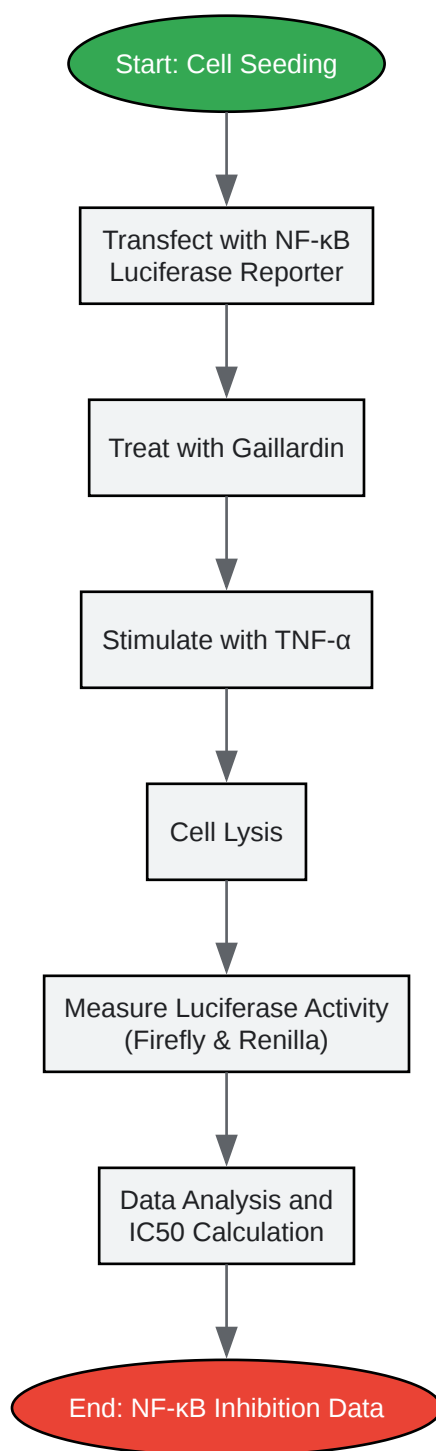 Start: Cell Seeding
Transfect with NF-κB
Luciferase Reporter
Treat with Gaillardin
Stimulate with TNF-α
Cell Lysis
Measure Luciferase Activity
(Firefly & Renilla)
Data Analysis and
IC50 Calculation
End: NF-κB Inhibition Data